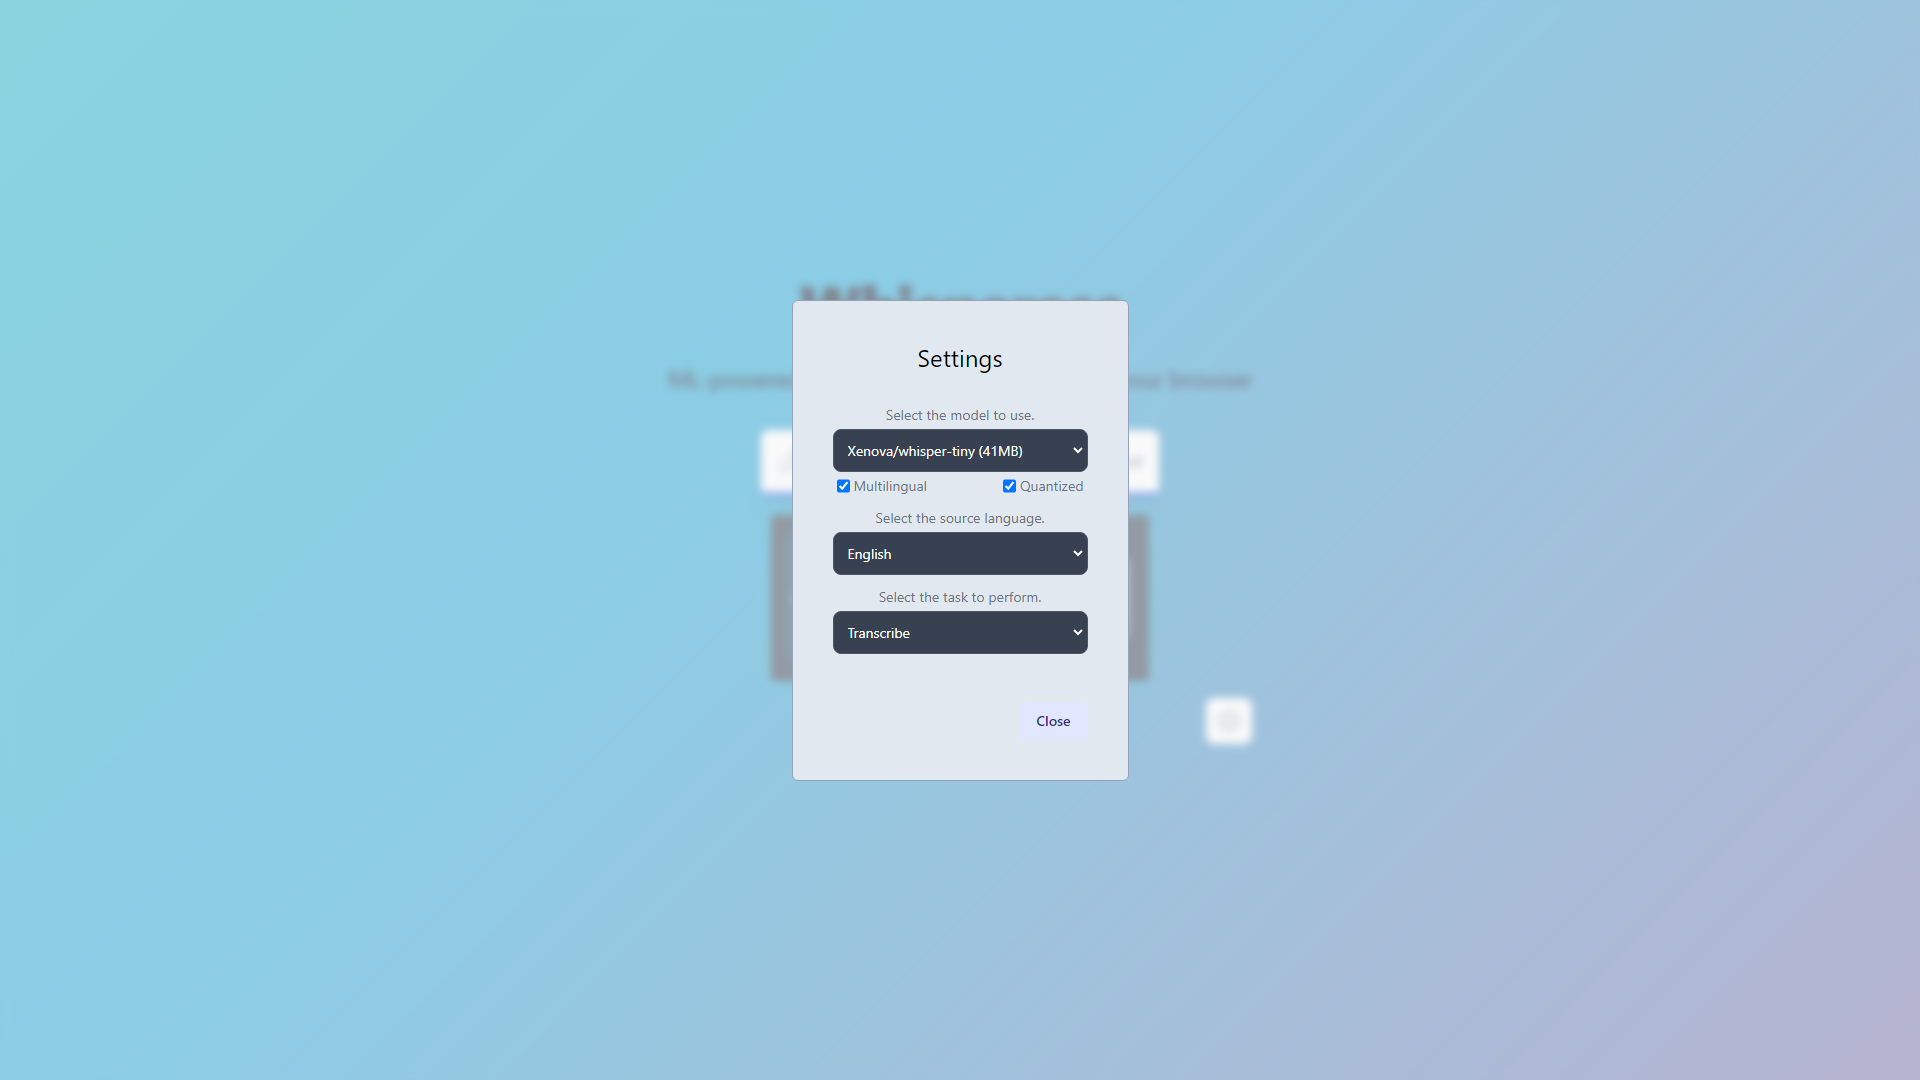 Settings
Select the model to use.
Xenova/whisper-tiny (41MB)
Multilingual Quantized
Select the source language.
English
Select the task to perform.
Transcribe
Close